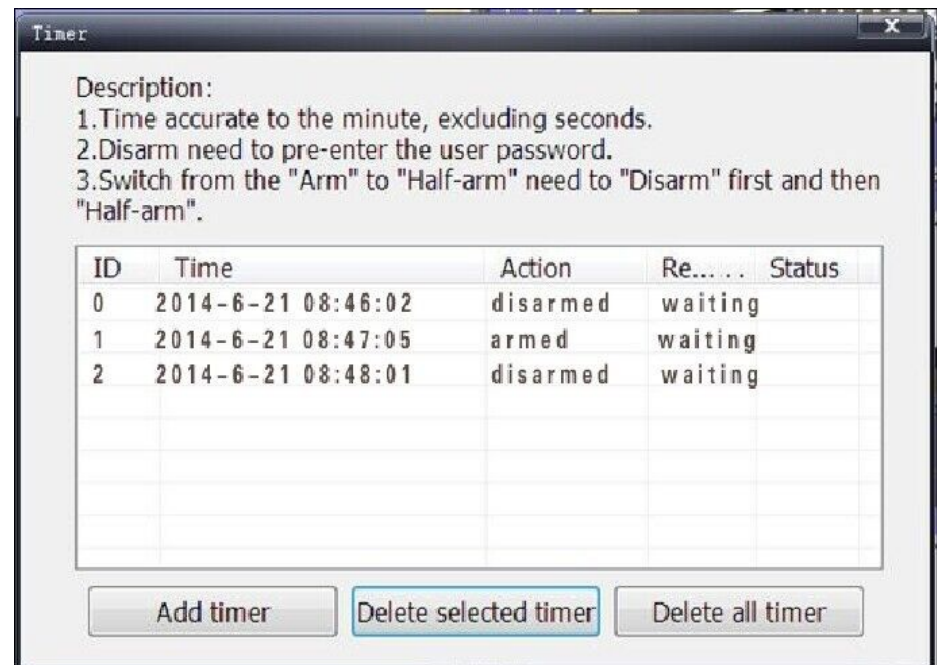 Timer
x
Description:
1.Time accurate to the minute, excluding seconds.
2.Disarm need to pre-enter the user password.
3.Switch from the "Arm" to "Half-arm" need to "Disarm" first and then
"Half-arm".
ID Time Action Re... . . Status
0 2014-6-21 08:46:02 disarmed waiting
1 2014-6-21 08:47:05 armed waiting
2 2014-6-21 08:48:01 disarmed waiting
Add timer Delete selected timer Delete all timer